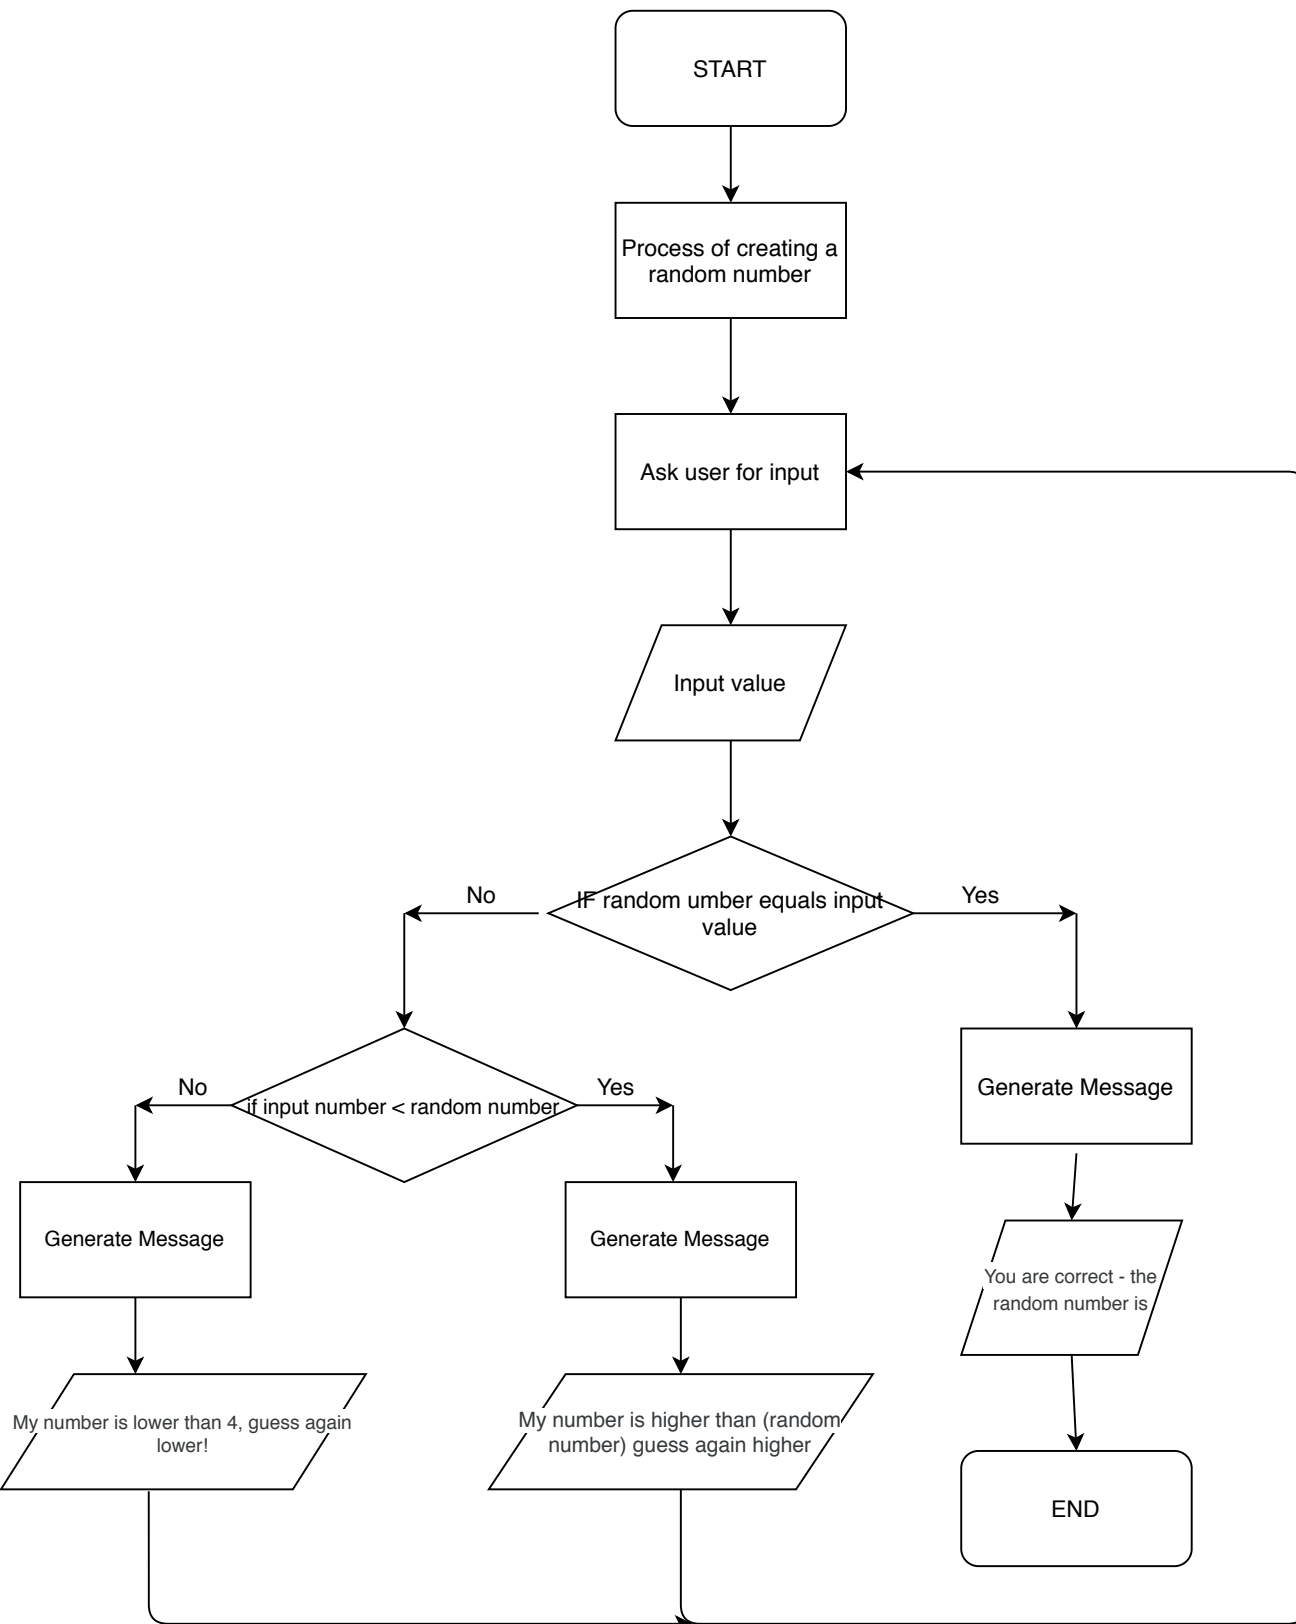 START
Process of creating a
random number
Ask user for input
Input value
No
IF random umber equals input
value
Yes
No
if input number < random number
Yes
Generate Message
Generate Message
Generate Message
You are correct - the
random number is
My number is lower than 4, guess again
lower!
My number is higher than (random
number) guess again higher
END